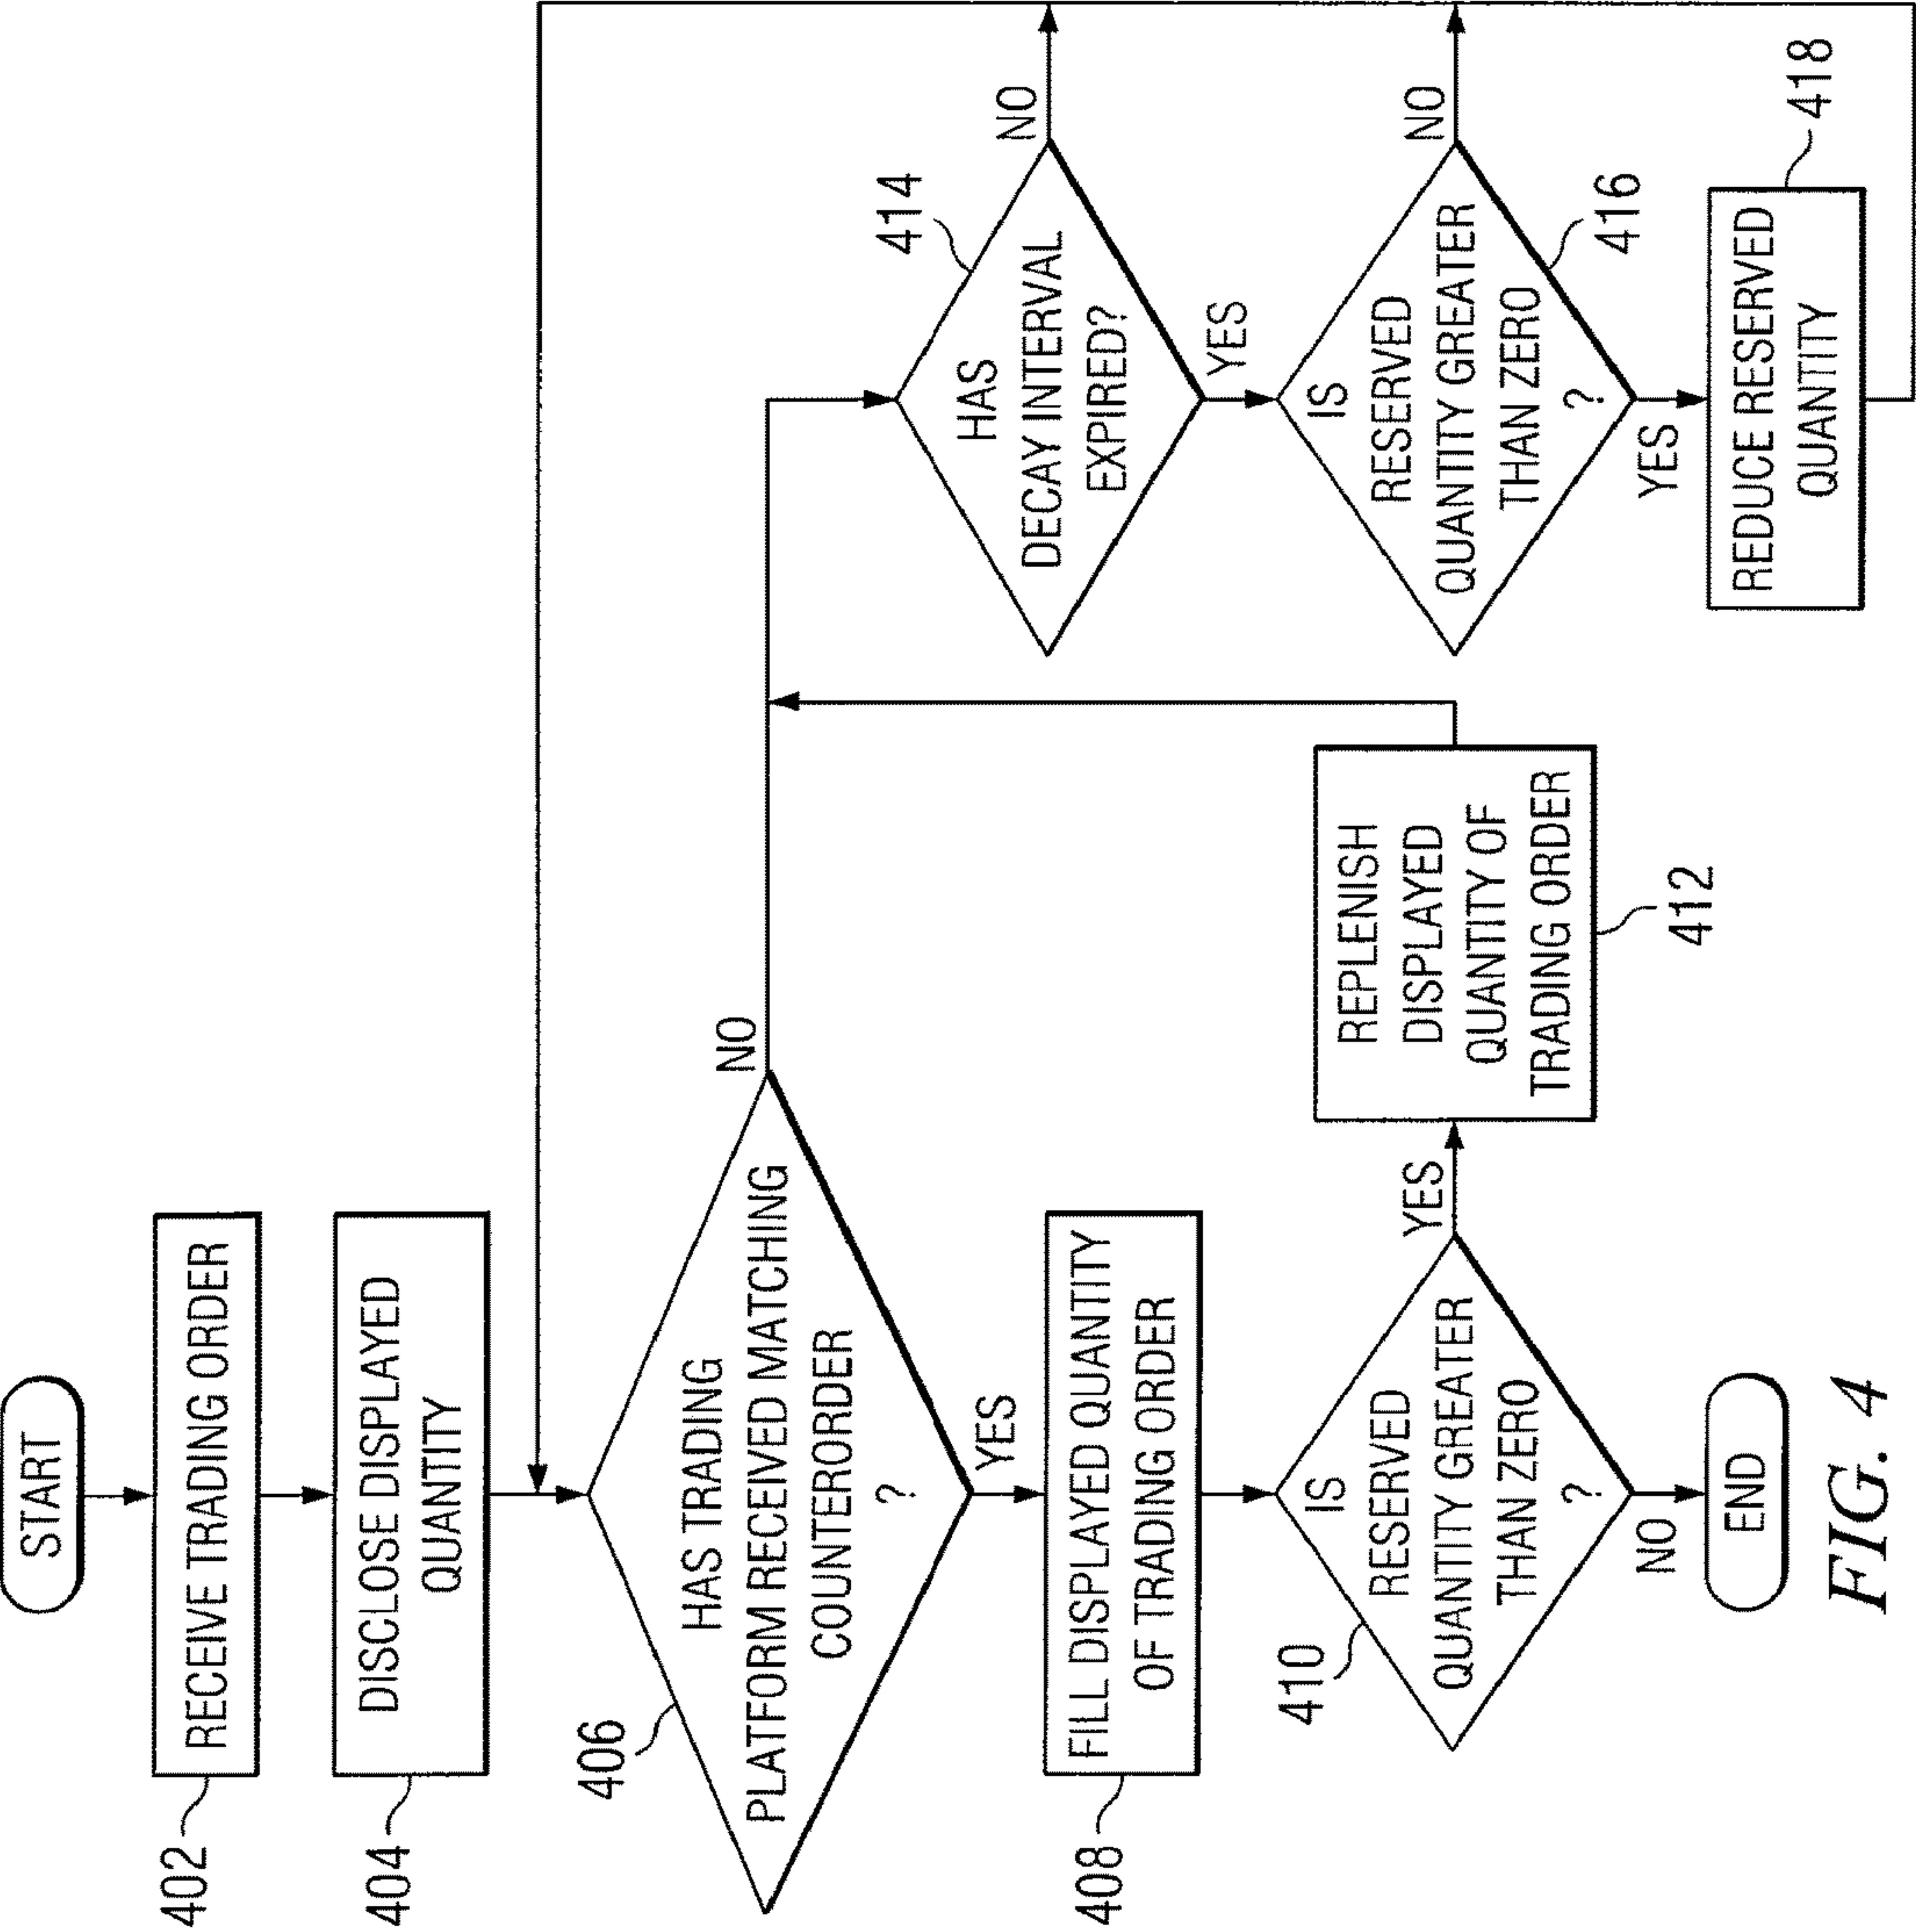 START
402
RECEIVE TRADING ORDER
404
DISCLOSE DISPLAYED
QUANTITY
406
HAS TRADING
PLATFORM RECEIVED MATCHING
COUNTERORDER
?
NO
YES
408
FILL DISPLAYED QUANTITY
OF TRADING ORDER
410
IS
RESERVED
QUANTITY GREATER
THAN ZERO
?
YES
NO
END
REPLENISH
DISPLAYED
QUANTITY OF
TRADING ORDER
412
414
HAS
DECAY INTERVAL
EXPIRED?
NO
YES
IS
RESERVED
QUANTITY GREATER
THAN ZERO
?
416
NO
YES
REDUCE RESERVED
QUANTITY
418
FIG. 4